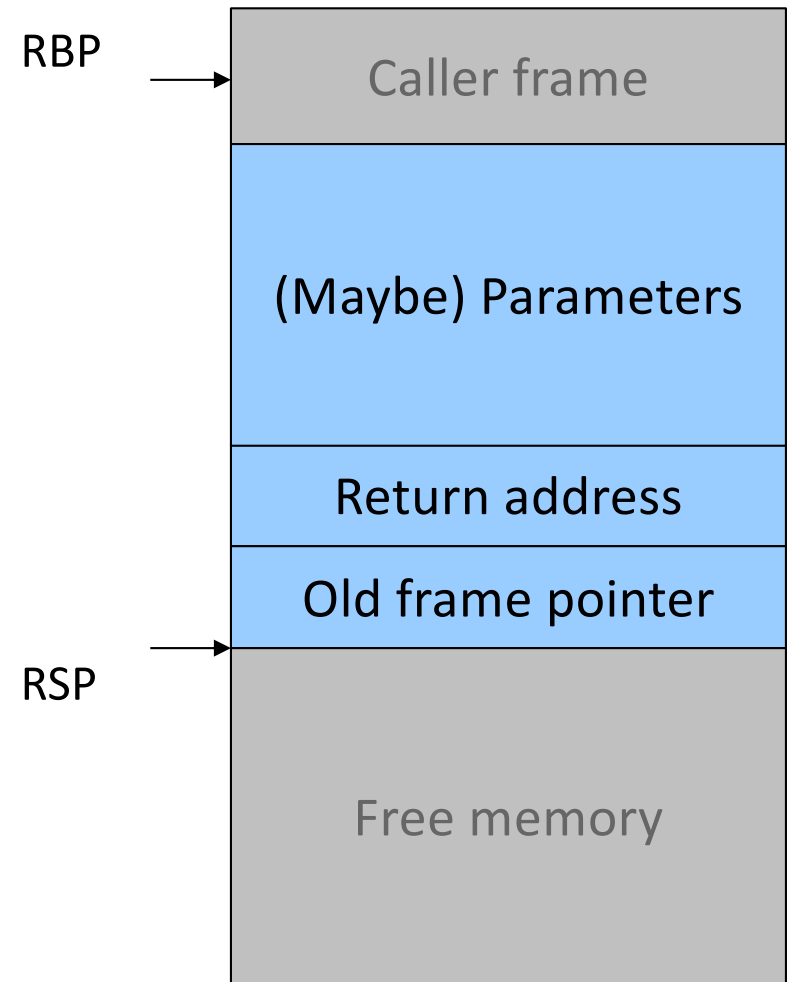 RBP
Caller frame
(Maybe) Parameters
Return address
Old frame pointer
RSP
Free memory